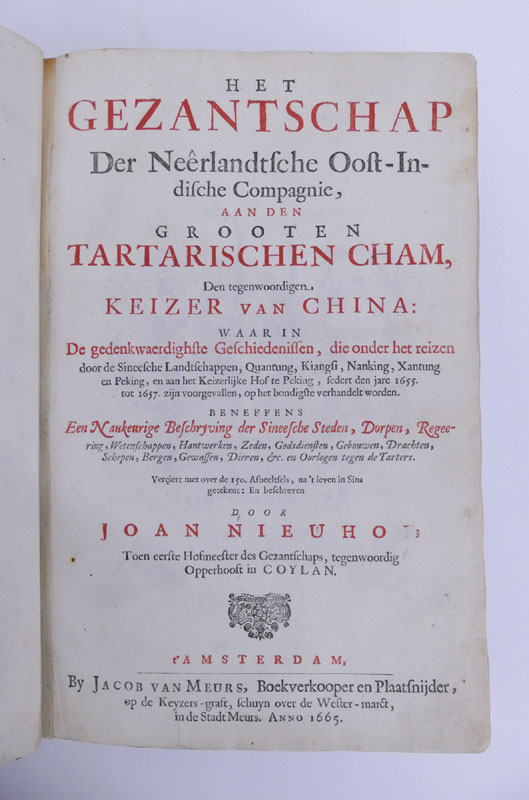 HET
GEZANTSCHAP
Der Neêrlandtſche Ooſt-In-
diſche Compagnie,
AAN DEN
GROOTEN
TARTARISCHEN CHAM,
Den tegenwoordigen
KEIZER VAN CHINA:
WAAR IN
De gedenkwaerdighſte Geſchiedeniſſen, die onder het reizen
door de Sineeſche Landtſchappen, Quantung, Kiangſi, Nanking, Xantung
en Peking, en aan het Keizerlijke Hof te Peking, ſedert den jare 1655.
tot 1657. zijn voorgevallen, op het bondigſte verhandelt worden.
BENEFFENS
Een Naukeurige Beſchryving der Sineeſche Steden, Dorpen, Regee-
ring, Wetenſchappen, Hantwerken, Zeden, Godsdienſten, Gebouwen, Drachten,
Schepen, Bergen, Gewaſſen, Dieren, &c. en Oorlogen tegen de Tarters.
Verçiert met over de 150. Afbeeltſels, na 't leven in Sina
getekent: En beſchreven
DOOR
JOAN NIEUHO
Toen eerſte Hofmeeſter des Gezantſchaps, tegenwoordig
Opperhooft in COYLAN.
t'AMSTERDAM,
By JACOB VAN MEURS, Boekverkooper en Plaatſnijder,
op de Keyzers-graft, ſchuyn over de Weſter-marct,
in de Stadt Meurs. ANNO 1665.